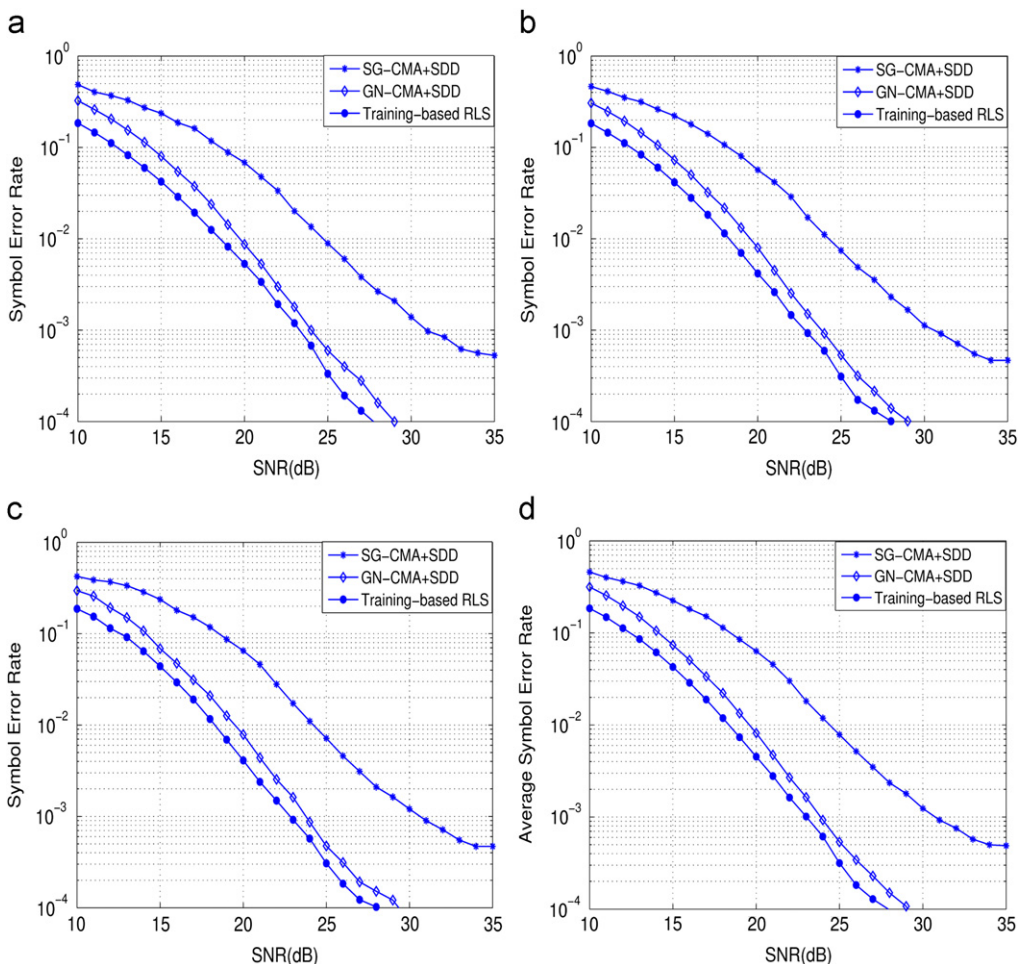 a
10^0
10^-1
10^-2
10^-3
10^-4
Symbol Error Rate
SG-CMA+SDD
GN-CMA+SDD
Training-based RLS
10 15 20 25 30 35
SNR(dB)
b
10^0
10^-1
10^-2
10^-3
10^-4
Symbol Error Rate
SG-CMA+SDD
GN-CMA+SDD
Training-based RLS
10 15 20 25 30 35
SNR(dB)
c
10^0
10^-1
10^-2
10^-3
10^-4
Symbol Error Rate
SG-CMA+SDD
GN-CMA+SDD
Training-based RLS
10 15 20 25 30 35
SNR(dB)
d
10^0
10^-1
10^-2
10^-3
10^-4
Average Symbol Error Rate
SG-CMA+SDD
GN-CMA+SDD
Training-based RLS
10 15 20 25 30 35
SNR(dB)